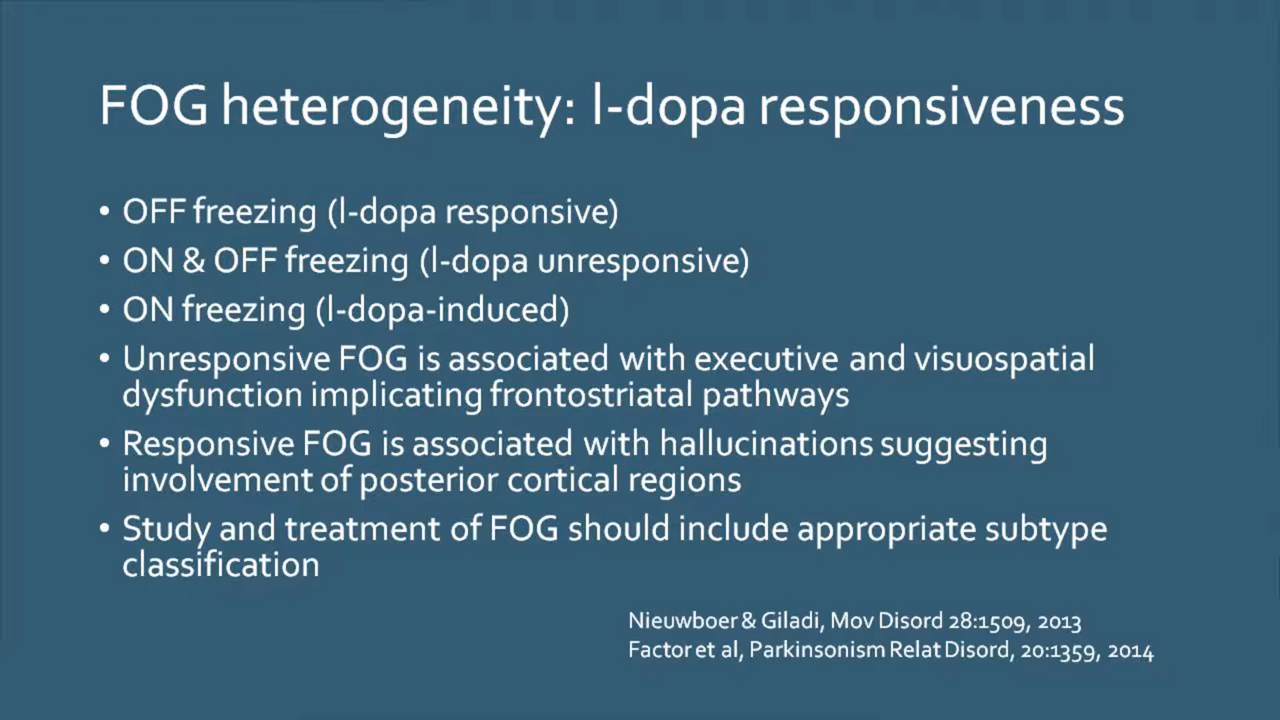 FOG heterogeneity: l-dopa responsiveness
• OFF freezing (l-dopa responsive)
• ON & OFF freezing (l-dopa unresponsive)
• ON freezing (l-dopa-induced)
• Unresponsive FOG is associated with executive and visuospatial
dysfunction implicating frontostriatal pathways
• Responsive FOG is associated with hallucinations suggesting
involvement of posterior cortical regions
• Study and treatment of FOG should include appropriate subtype
classification
Nieuwboer & Giladi, Mov Disord 28:1509, 2013
Factor et al, Parkinsonism Relat Disord, 20:1359, 2014